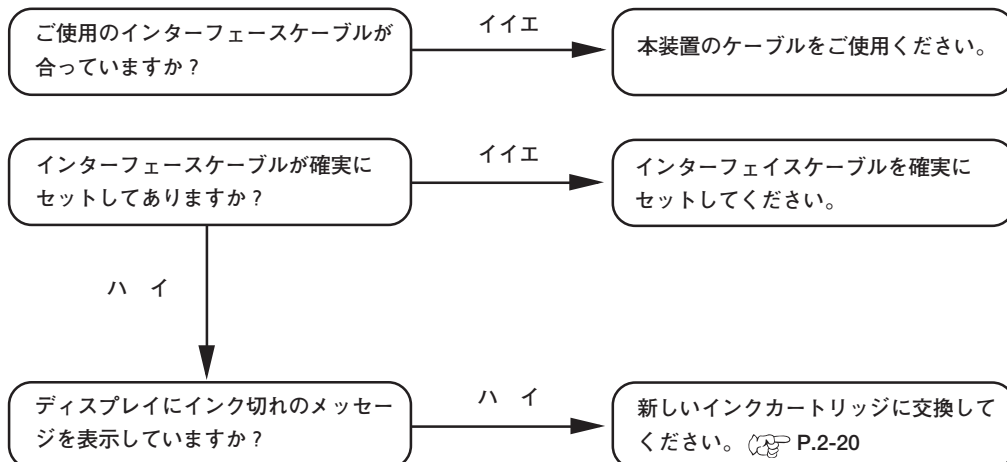 ご使用のインターフェースケーブルが
合っていますか？
イイエ
本装置のケーブルをご使用ください。
インターフェースケーブルが確実に
セットしてありますか？
イイエ
インターフェイスケーブルを確実に
セットしてください。
ハ　イ
ディスプレイにインク切れのメッセー
ジを表示していますか？
ハ　イ
新しいインクカートリッジに交換して
ください。 P.2-20